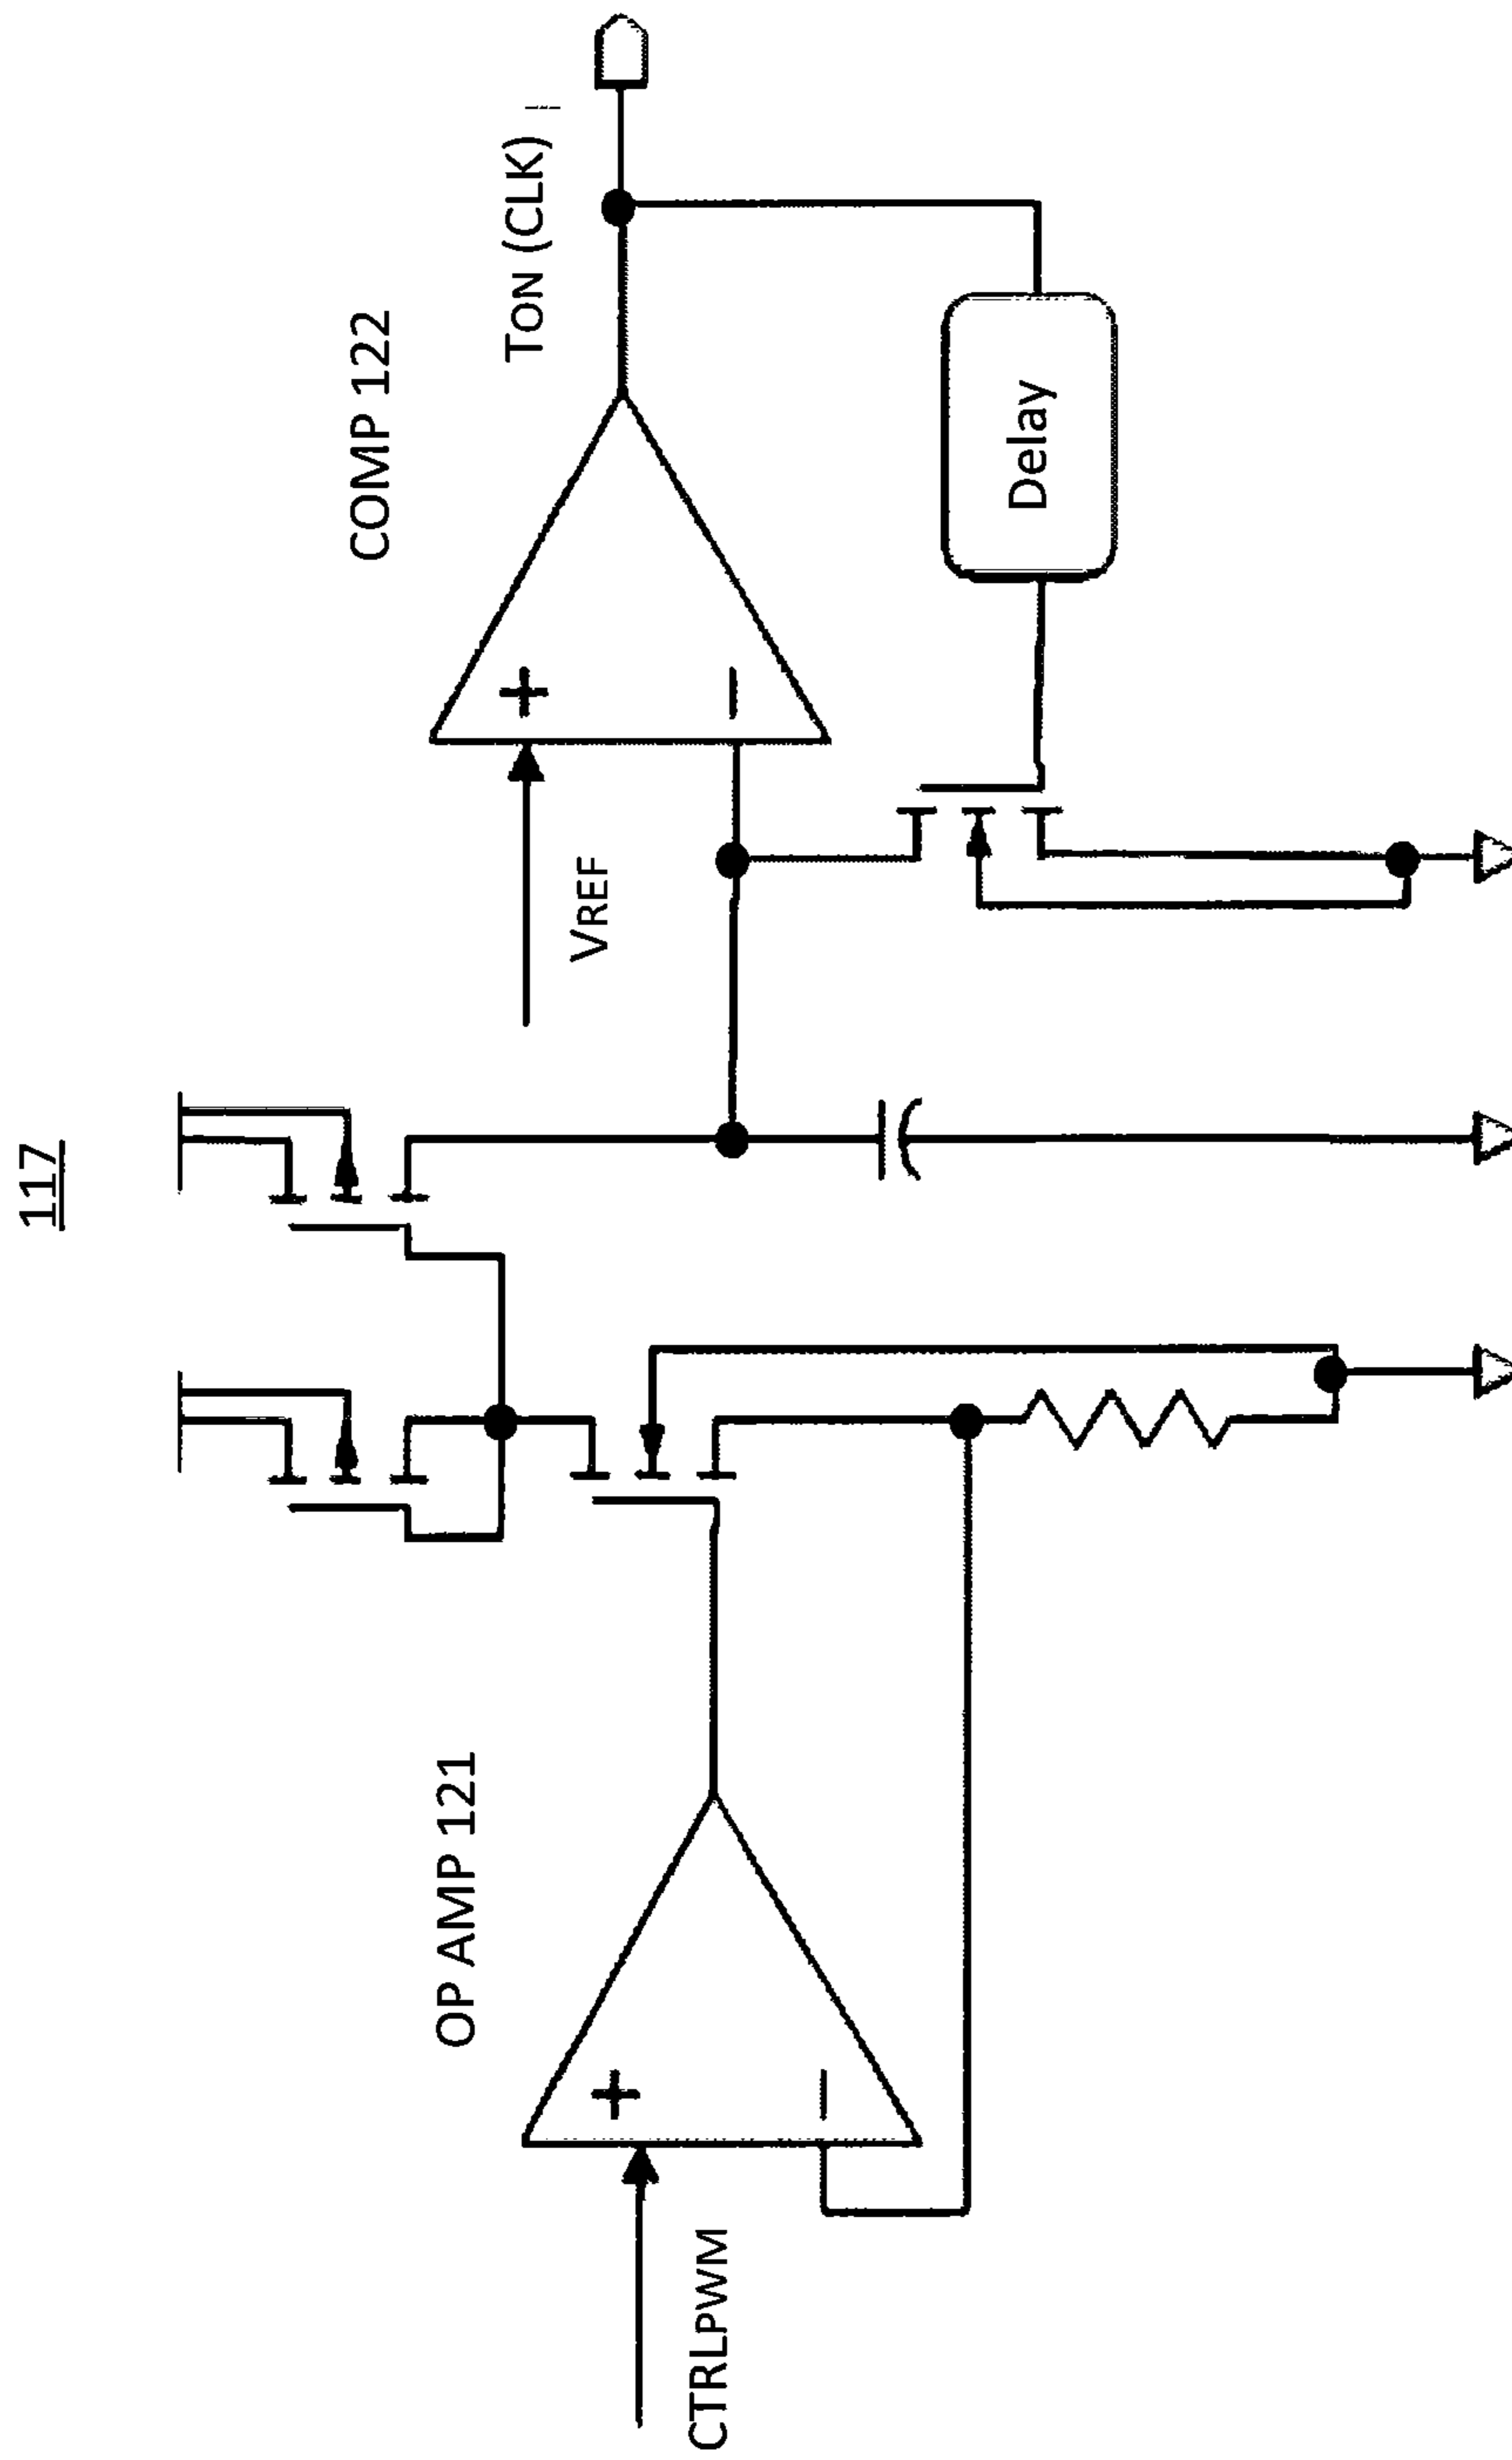 117
COMP 122
TON (CLK)
OP AMP 121
+
−
VREF
+
−
Delay
CTRLPWM